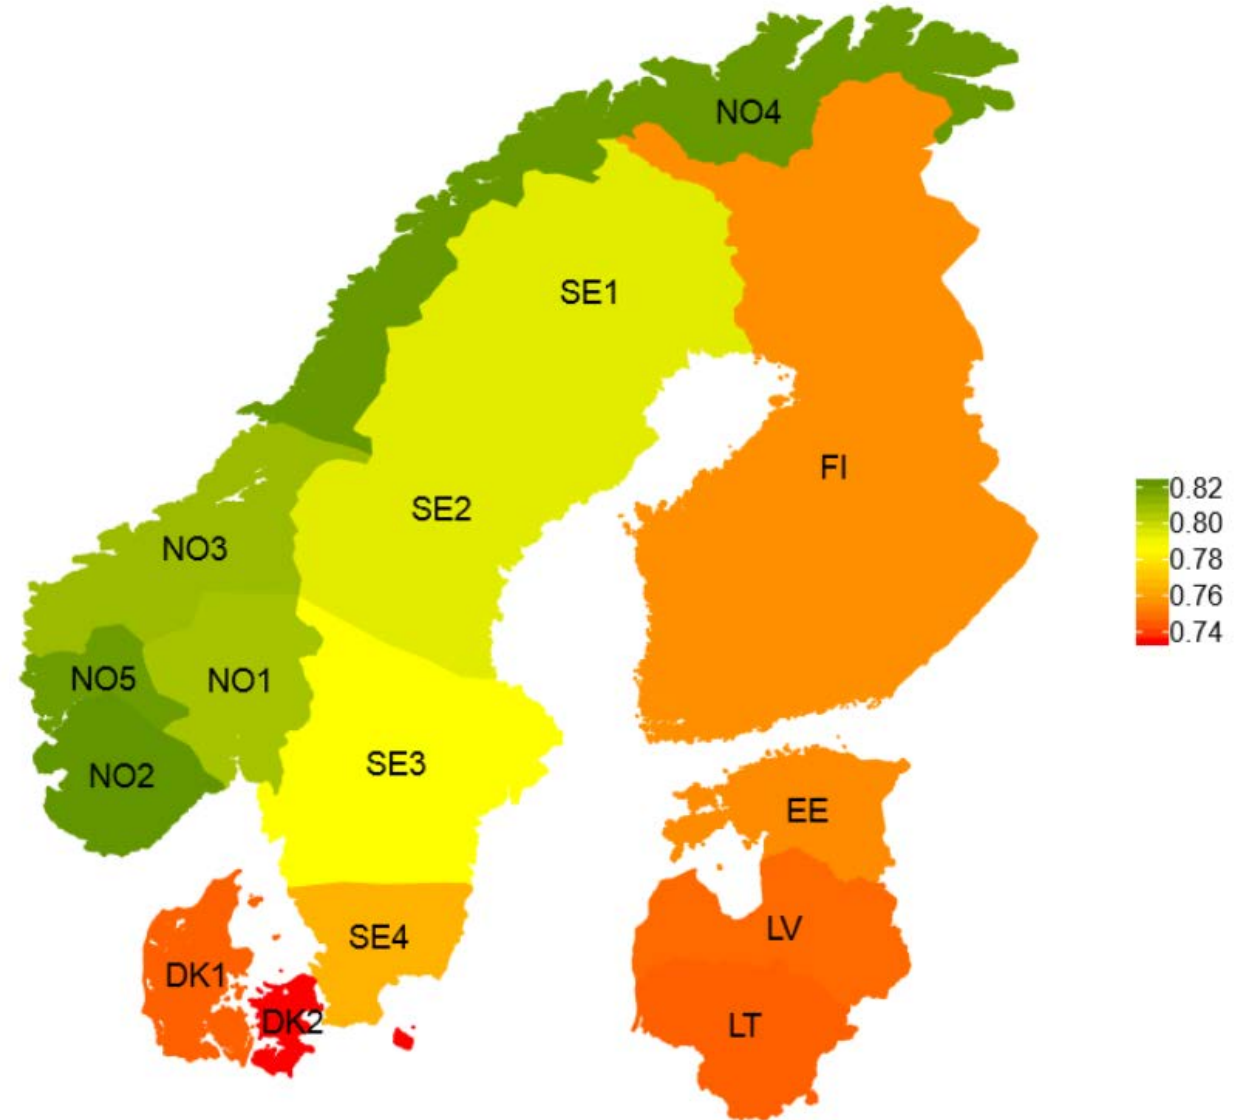 NO4
SE1
FI
SE2
NO3
NO5
NO1
NO2
SE3
EE
SE4
LV
DK1
DK2
LT
0.82
0.80
0.78
0.76
0.74